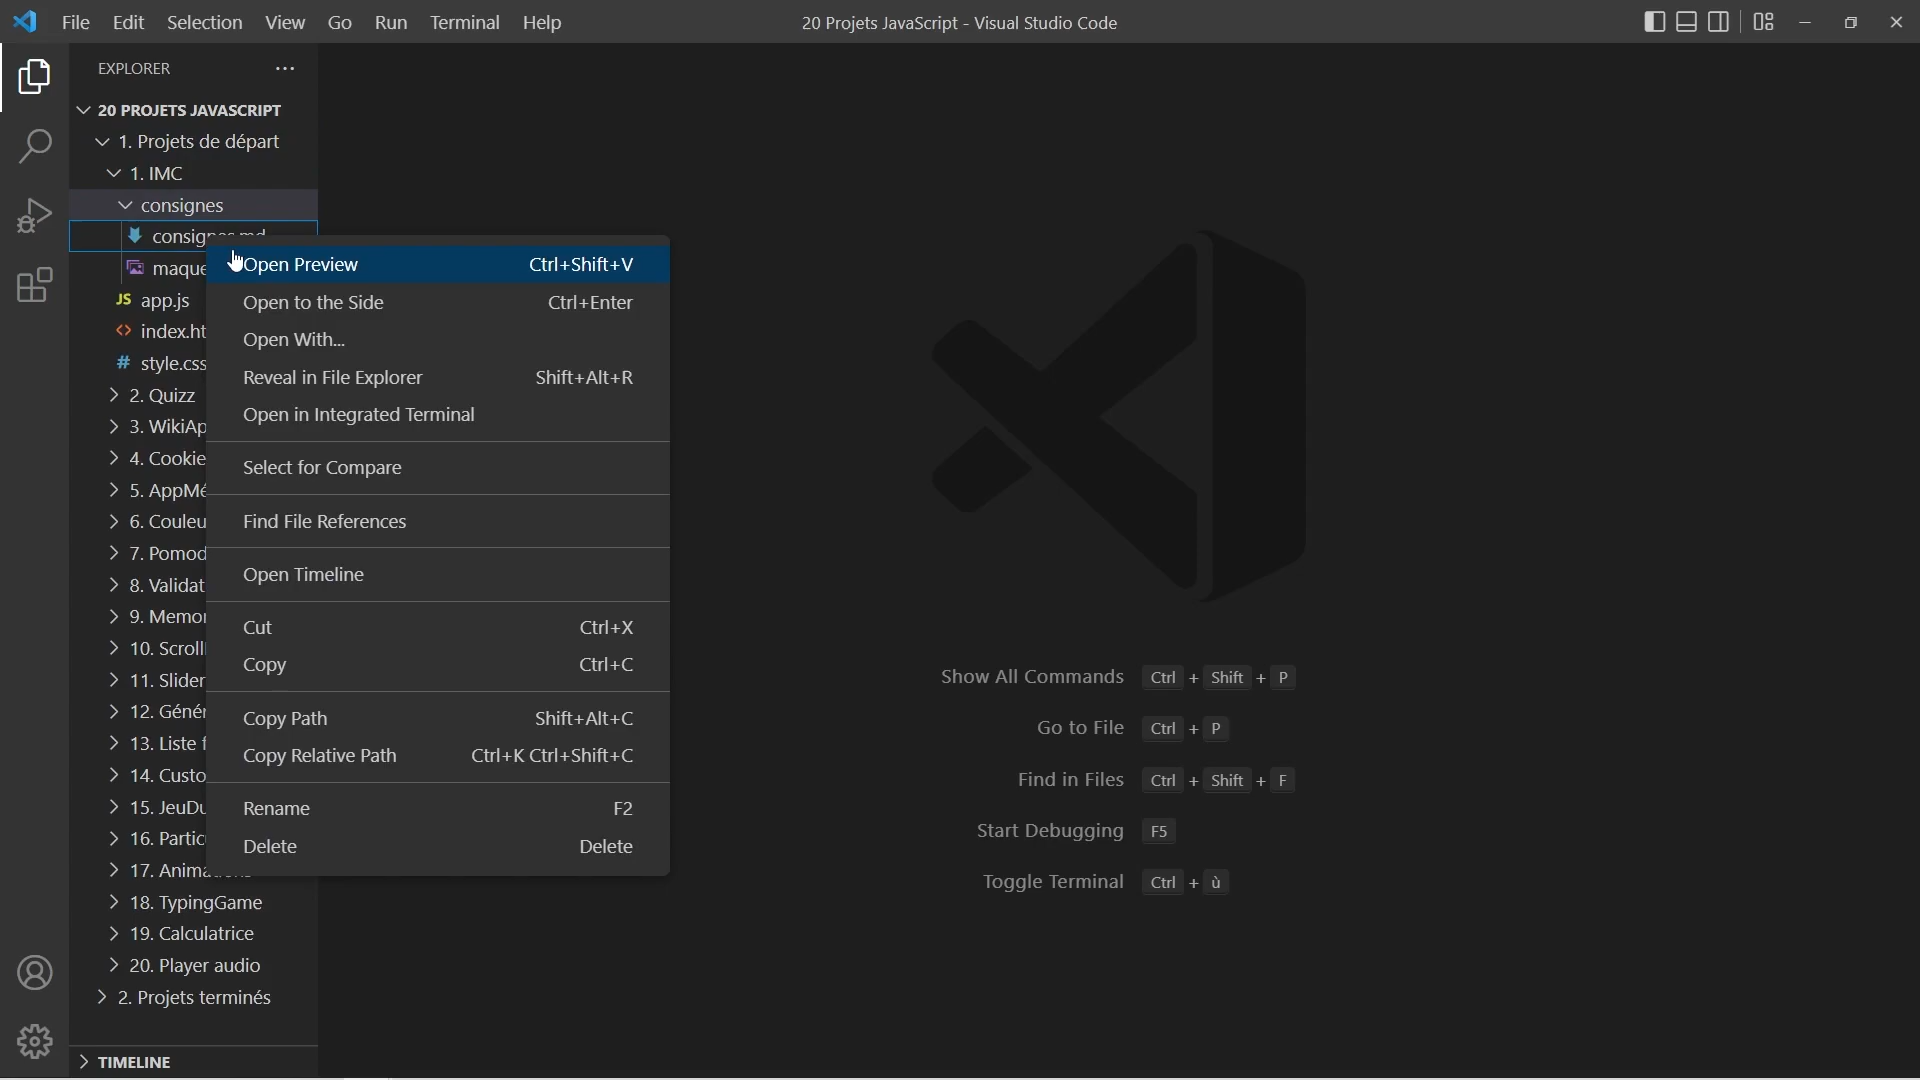 File Edit Selection View Go Run Terminal Help
20 Projets JavaScript - Visual Studio Code
EXPLORER
20 PROJETS JAVASCRIPT
1. Projets de départ
1. IMC
consignes
app.js
JS
#
2. Quizz
18. TypingGame
19. Calculatrice
20. Player audio
2. Projets terminés
TIMELINE
Open Preview Ctrl+Shift+V
Open to the Side Ctrl+Enter
Open With...
Reveal in File Explorer Shift+Alt+R
Open in Integrated Terminal
Select for Compare
Find File References
Open Timeline
Cut Ctrl+X
Copy Ctrl+C
Copy Path Shift+Alt+C
Copy Relative Path Ctrl+K Ctrl+Shift+C
Rename F2
Delete Delete
Show All Commands Ctrl + Shift + P
Go to File Ctrl + P
Find in Files Ctrl + Shift + F
Start Debugging F5
Toggle Terminal Ctrl + ù